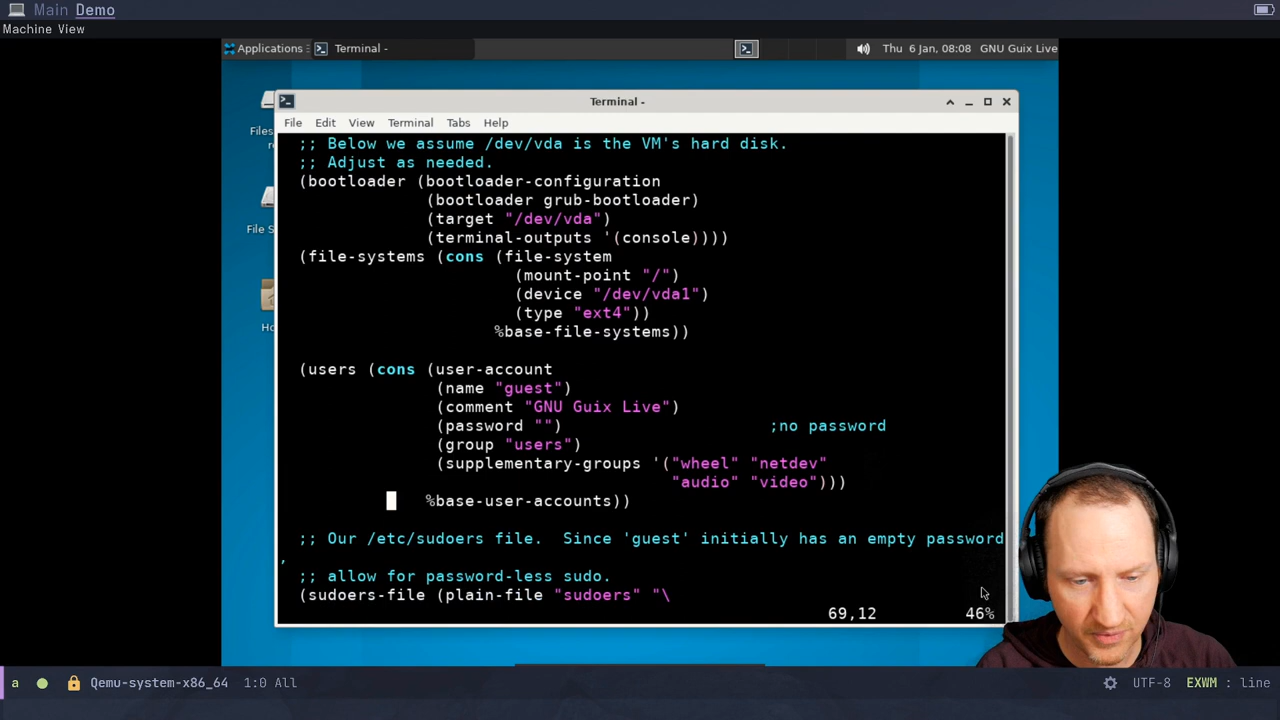 Main Demo
Machine View
Applications Terminal - Thu 6 Jan, 08:08 GNU Guix Live
Terminal -
File Edit View Terminal Tabs Help
;; Below we assume /dev/vda is the VM's hard disk.
;; Adjust as needed.
(bootloader (bootloader-configuration
(bootloader grub-bootloader)
(target "/dev/vda")
(terminal-outputs '(console))))
(file-systems (cons (file-system
(mount-point "/")
(device "/dev/vda1")
(type "ext4"))
%base-file-systems))
(users (cons (user-account
(name "guest")
(comment "GNU Guix Live")
(password "") ;no password
(group "users")
(supplementary-groups '("wheel" "netdev"
"audio" "video")))
%base-user-accounts))
;; Our /etc/sudoers file. Since 'guest' initially has an empty password
,
;; allow for password-less sudo.
(sudoers-file (plain-file "sudoers" "\
69,12 46%
a Qemu-system-x86_64 1:0 All UTF-8 EXWM : line